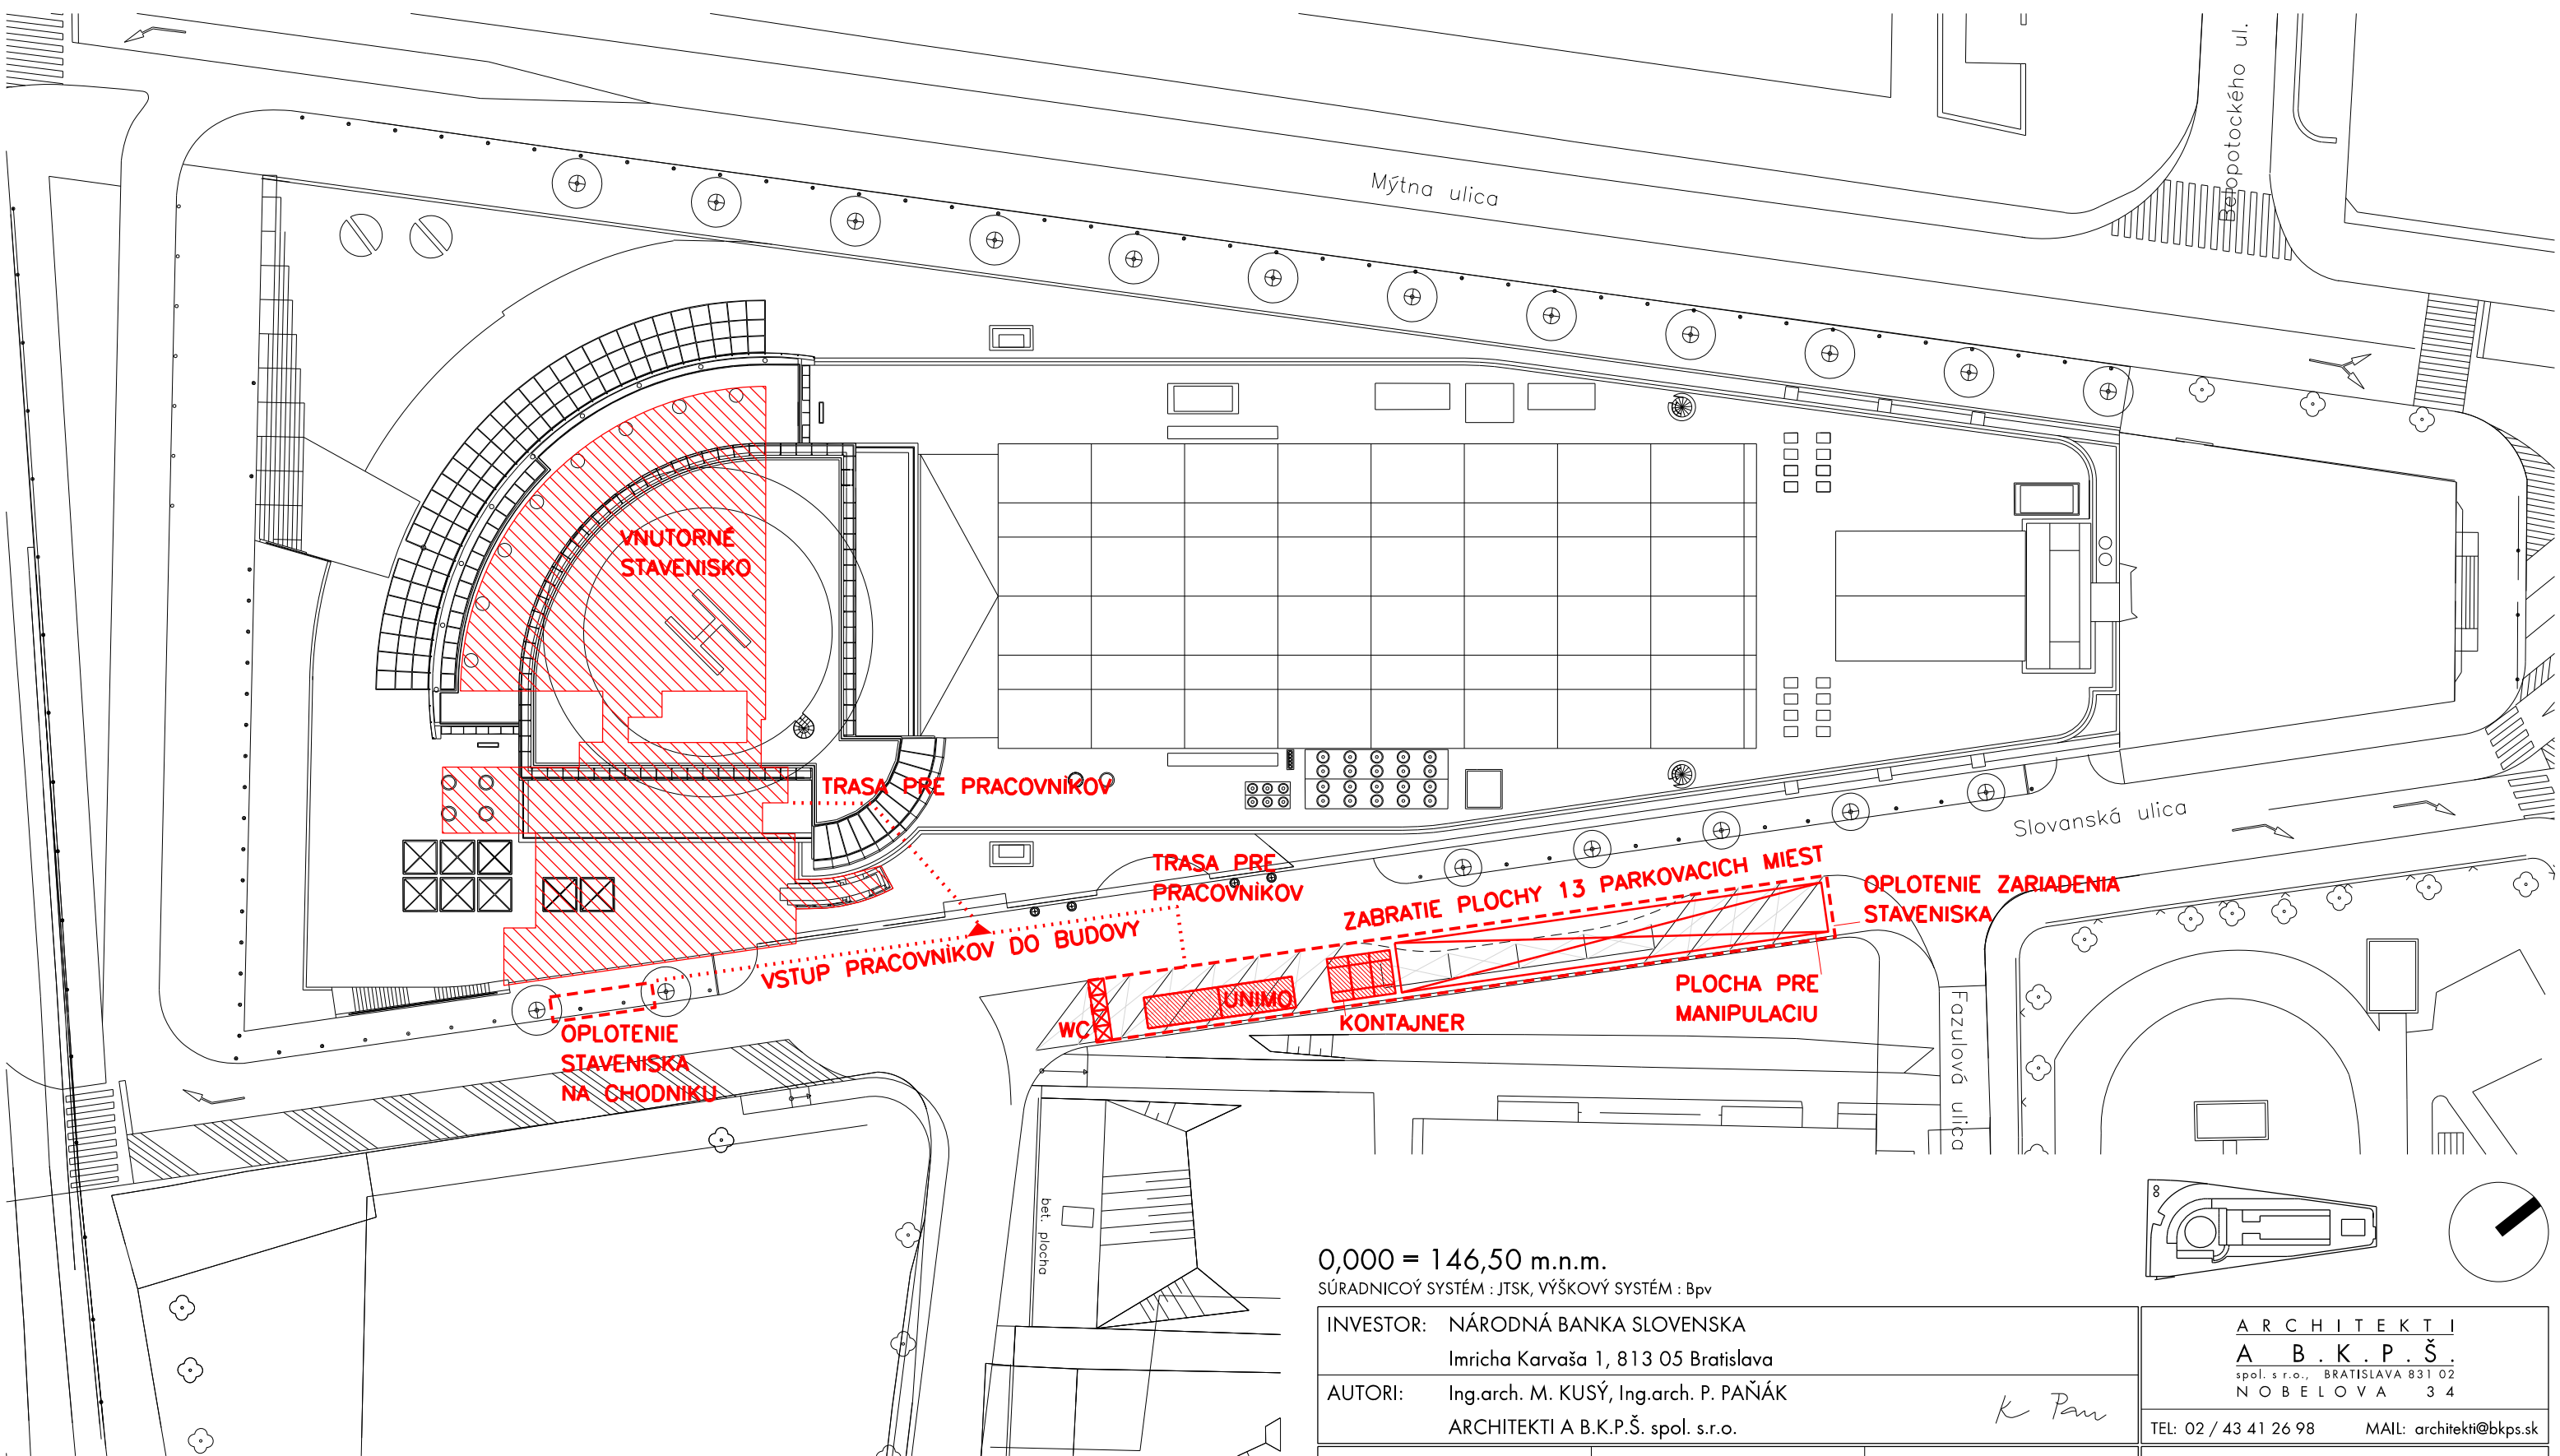 Mýtna ulica
Belopotockého ul.
VNUTORNÉ
STAVENISKO
TRASA PRE PRACOVNÍKOV
TRASA PRE
PRACOVNÍKOV
Slovanská ulica
ZABRATIE PLOCHY 13 PARKOVACICH MIEST
OPLOTENIE ZARIADENIA
STAVENISKA
VSTUP PRACOVNÍKOV DO BUDOVY
PLOCHA PRE
MANIPULACIU
UNIMO
KONTAJNER
WC
OPLOTENIE
STAVENISKA
NA CHODNIKU
Fazulová ulica
bet. plocha
0,000 = 146,50 m.n.m.
SÚRADNICOÝ SYSTÉM : JTSK, VÝŠKOVÝ SYSTÉM : Bpv
INVESTOR: NÁRODNÁ BANKA SLOVENSKA
Imricha Karvaša 1, 813 05 Bratislava
AUTORI: Ing.arch. M. KUSÝ, Ing.arch. P. PAŇÁK
ARCHITEKTI A B.K.P.Š. spol. s.r.o.
ARCHITEKTI
A B.K.P.Š.
spol. s r.o., BRATISLAVA 831 02
NOBELOVA 34
TEL: 02 / 43 41 26 98 MAIL: architekti@bkps.sk